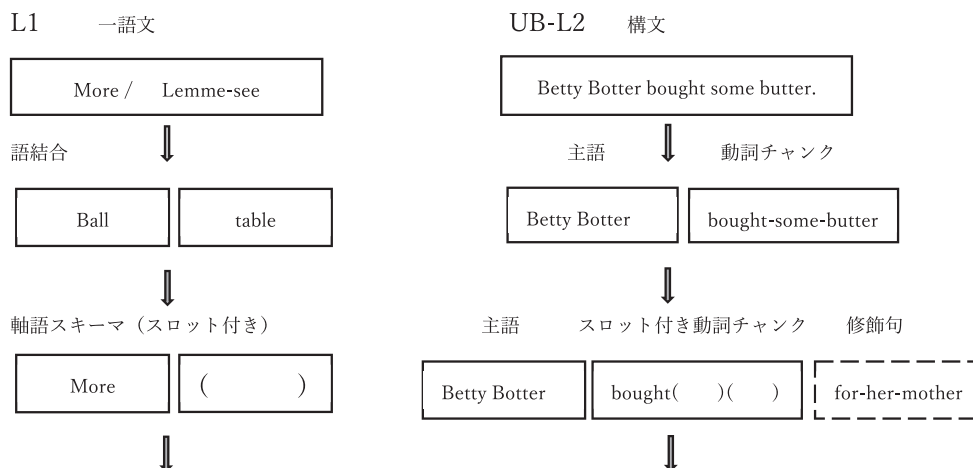 L1 一語文
More / Lemme-see
語結合
Ball table
軸語スキーマ（スロット付き）
More ( )
UB-L2 構文
Betty Botter bought some butter.
主語 動詞チャンク
Betty Botter bought-some-butter
主語 スロット付き動詞チャンク 修飾句
Betty Botter bought( )( ) for-her-mother